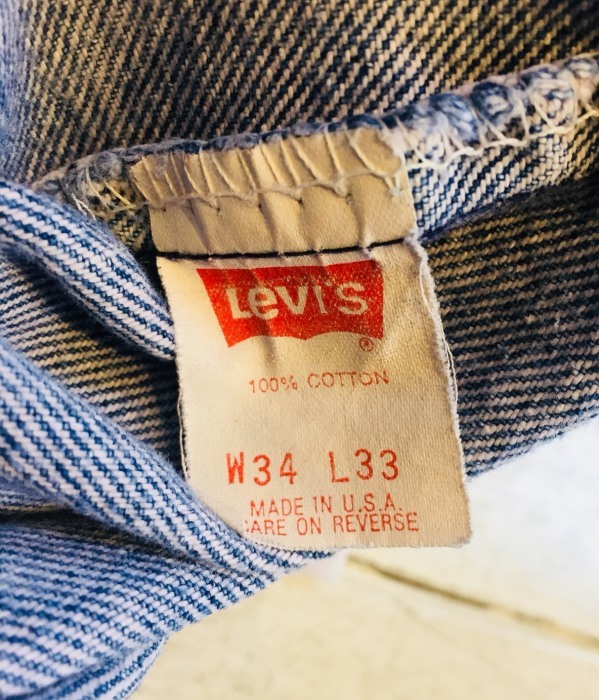 LEVI'S
®
100% COTTON
W34 L33
MADE IN U.S.A.
CARE ON REVERSE